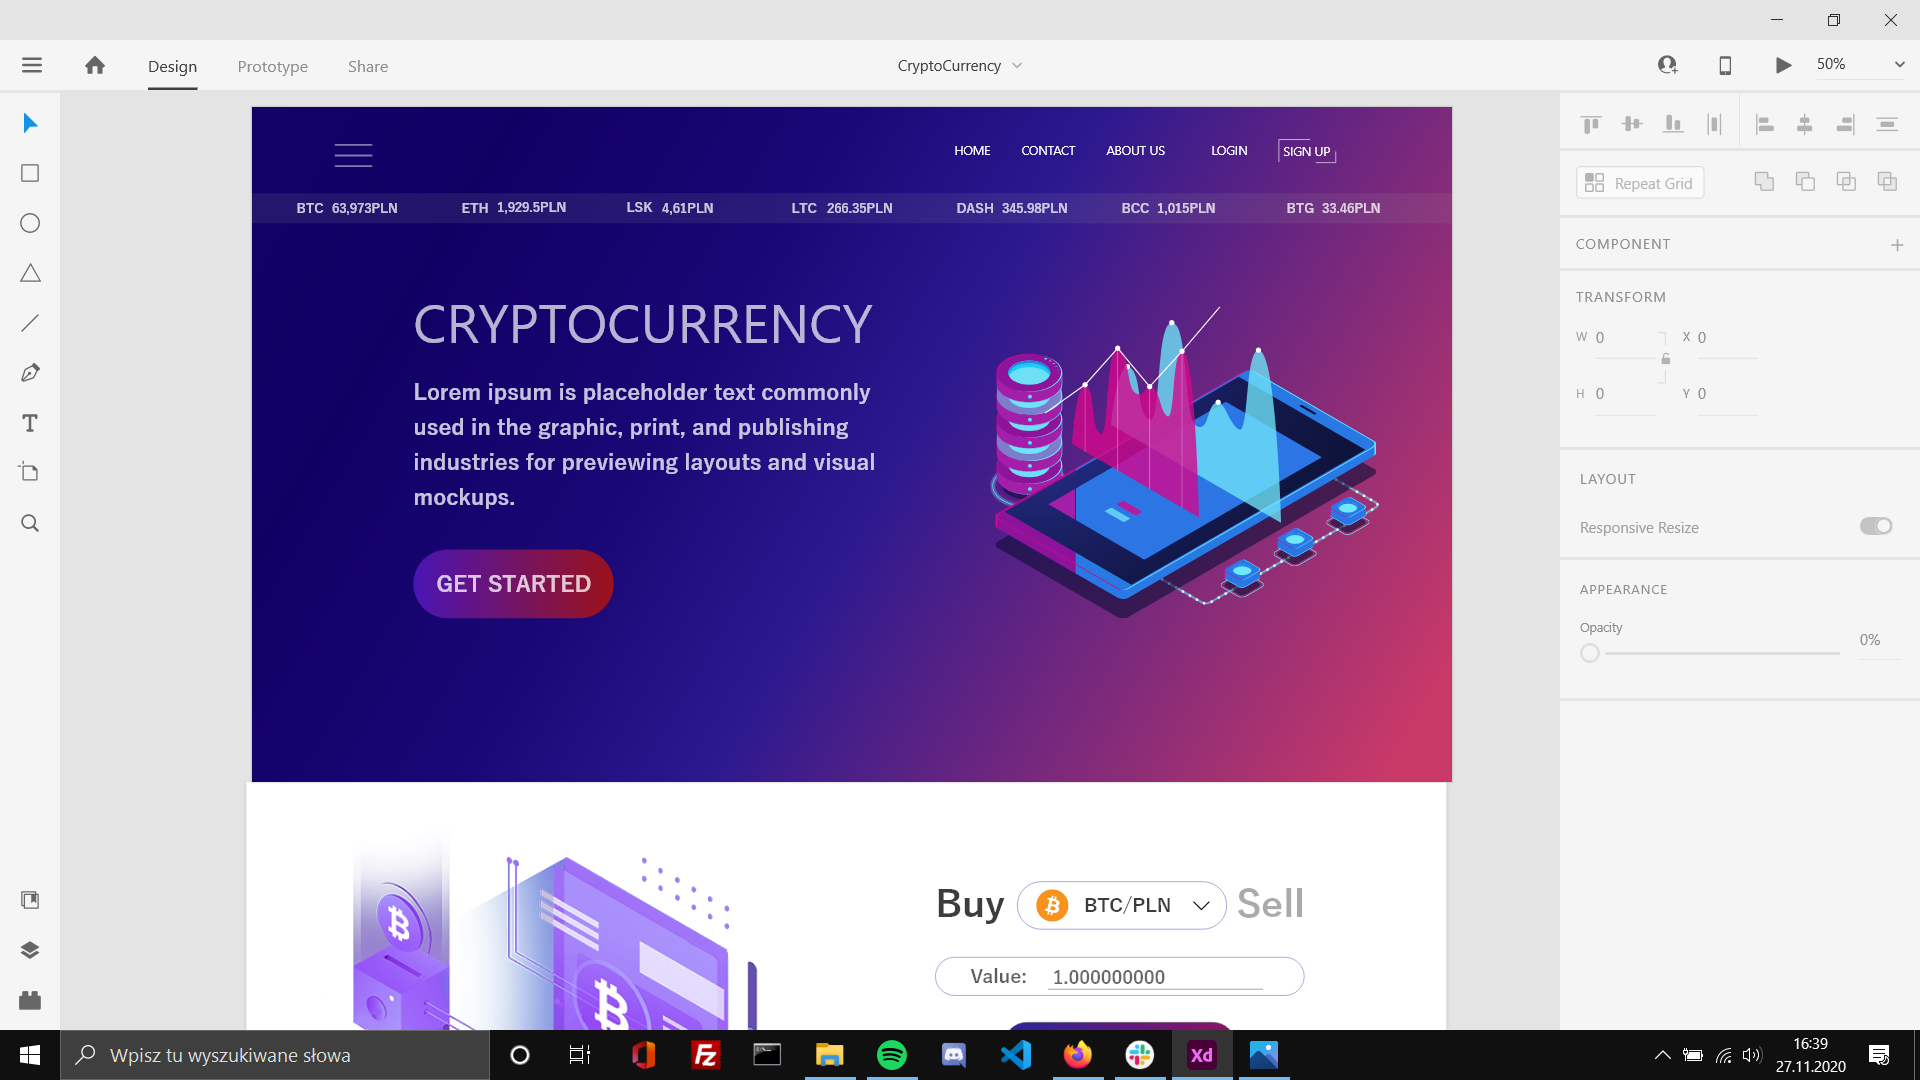 Design
Prototype
Share
CryptoCurrency
50%
HOME CONTACT ABOUT US LOGIN SIGN UP
BTC 63,973PLN ETH 1,929.5PLN LSK 4,61PLN LTC 266.35PLN DASH 345.98PLN BCC 1,015PLN BTG 33.46PLN
CRYPTOCURRENCY
Lorem ipsum is placeholder text commonly
used in the graphic, print, and publishing
industries for previewing layouts and visual
mockups.
GET STARTED
Buy BTC/PLN Sell
Value: 1.000000000
Repeat Grid
COMPONENT
TRANSFORM
W 0 X 0
H 0 Y 0
LAYOUT
Responsive Resize
APPEARANCE
Opacity
0%
Wpisz tu wyszukiwane słowa
Fz
Xd
16:39
27.11.2020